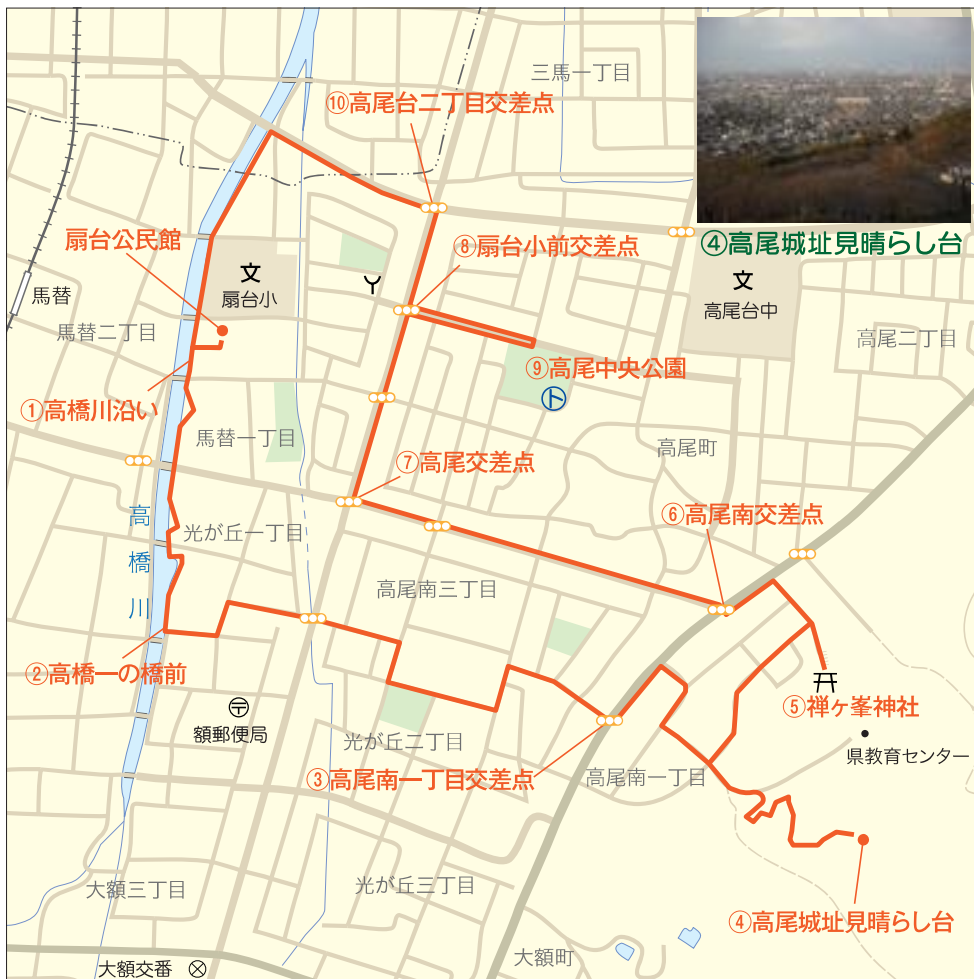 三馬一丁目
⑩高尾台二丁目交差点
④高尾城址見晴らし台
扇台公民館
⑧扇台小前交差点
文
扇台小
文
高尾台中
馬替
馬替二丁目
高尾二丁目
⑨高尾中央公園
ト
①高橋川沿い
馬替一丁目
高尾町
⑦高尾交差点
⑥高尾南交差点
高橋川
光が丘一丁目
高尾南三丁目
②高橋一の橋前
⑤禅ヶ峯神社
額郵便局
光が丘二丁目
県教育センター
③高尾南一丁目交差点
高尾南一丁目
大額三丁目
光が丘三丁目
④高尾城址見晴らし台
大額町
大額交番